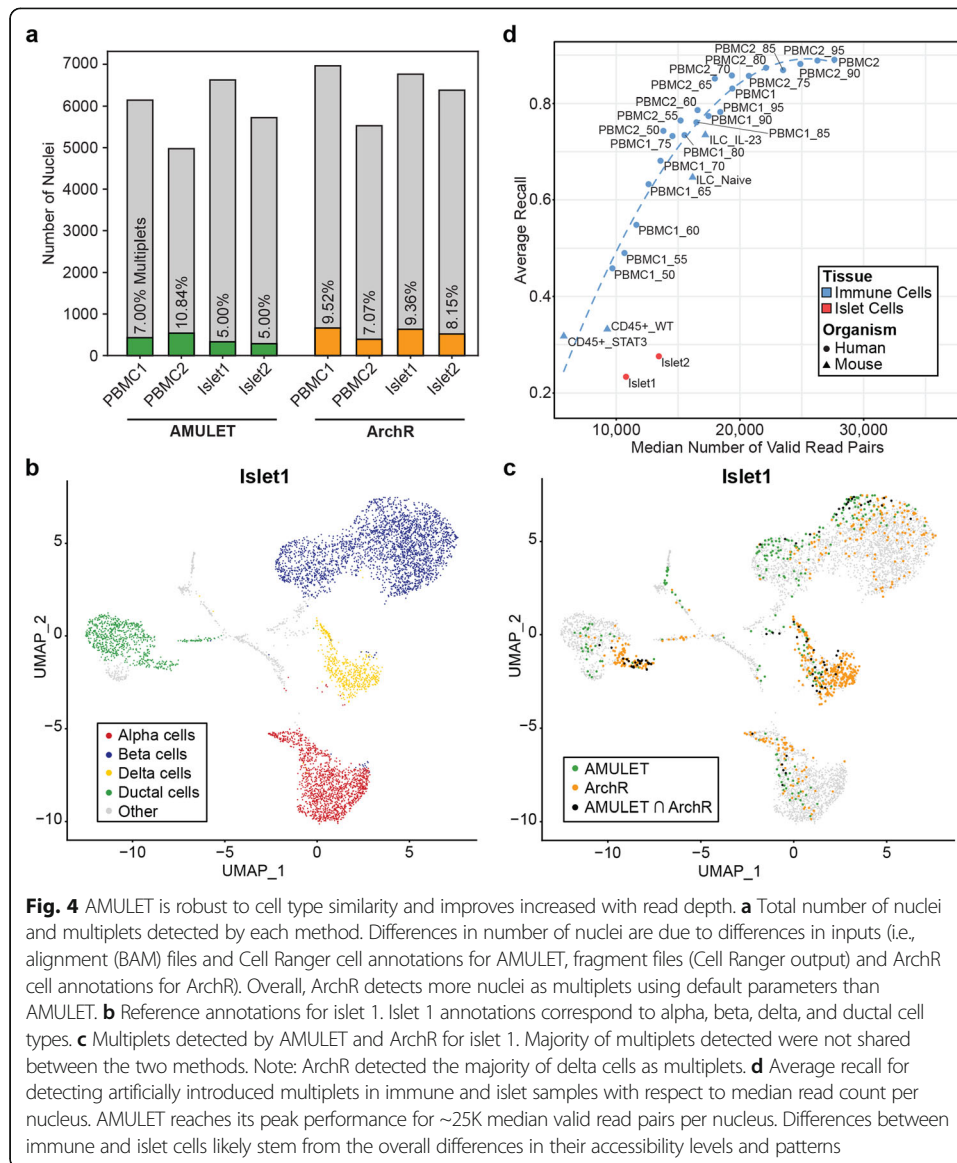 a
Number of Nuclei
7000
6000
5000
4000
3000
2000
1000
0
7.00% Multiplets
10.84%
5.00%
5.00%
9.52%
7.07%
9.36%
8.15%
PBMC1
PBMC2
Islet1
Islet2
PBMC1
PBMC2
Islet1
Islet2
AMULET
ArchR
d
Average Recall
0.8
0.6
0.4
0.2
PBMC2_85
PBMC2_95
PBMC2_80
PBMC2
PBMC2_70
PBMC2_90
PBMC2_65
PBMC2_75
PBMC1
PBMC2_60
PBMC1_95
PBMC2_55
PBMC1_90
PBMC2_50
PBMC1_85
PBMC1_75
ILC_IL-23
PBMC1_80
PBMC1_70
ILC_Naive
PBMC1_65
PBMC1_60
PBMC1_55
PBMC1_50
CD45+_WT
CD45+_STAT3
Islet2
Islet1
Tissue
Immune Cells
Islet Cells
Organism
Human
Mouse
10,000
20,000
30,000
Median Number of Valid Read Pairs
b
Islet1
UMAP_2
5
0
−5
−10
Alpha cells
Beta cells
Delta cells
Ductal cells
Other
−10
−5
0
5
UMAP_1
c
Islet1
UMAP_2
5
0
−5
−10
AMULET
ArchR
AMULET ∩ ArchR
−10
−5
0
5
UMAP_1
Fig. 4 AMULET is robust to cell type similarity and improves increased with read depth. a Total number of nuclei
and multiplets detected by each method. Differences in number of nuclei are due to differences in inputs (i.e.,
alignment (BAM) files and Cell Ranger cell annotations for AMULET, fragment files (Cell Ranger output) and ArchR
cell annotations for ArchR). Overall, ArchR detects more nuclei as multiplets using default parameters than
AMULET. b Reference annotations for islet 1. Islet 1 annotations correspond to alpha, beta, delta, and ductal cell
types. c Multiplets detected by AMULET and ArchR for islet 1. Majority of multiplets detected were not shared
between the two methods. Note: ArchR detected the majority of delta cells as multiplets. d Average recall for
detecting artificially introduced multiplets in immune and islet samples with respect to median read count per
nucleus. AMULET reaches its peak performance for ~25K median valid read pairs per nucleus. Differences between
immune and islet cells likely stem from the overall differences in their accessibility levels and patterns